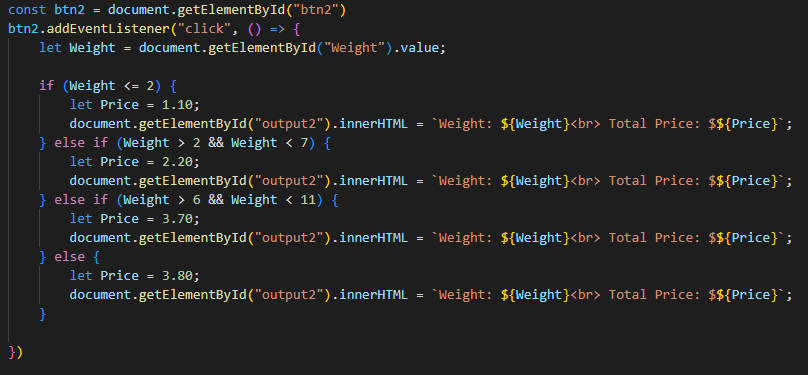 const btn2 = document.getElementById("btn2")
btn2.addEventListener("click", () => {
    let Weight = document.getElementById("Weight").value;

    if (Weight <= 2) {
        let Price = 1.10;
        document.getElementById("output2").innerHTML = `Weight: ${Weight}<br> Total Price: $${Price}`;
    } else if (Weight > 2 && Weight < 7) {
        let Price = 2.20;
        document.getElementById("output2").innerHTML = `Weight: ${Weight}<br> Total Price: $${Price}`;
    } else if (Weight > 6 && Weight < 11) {
        let Price = 3.70;
        document.getElementById("output2").innerHTML = `Weight: ${Weight}<br> Total Price: $${Price}`;
    } else {
        let Price = 3.80;
        document.getElementById("output2").innerHTML = `Weight: ${Weight}<br> Total Price: $${Price}`;
    }

})